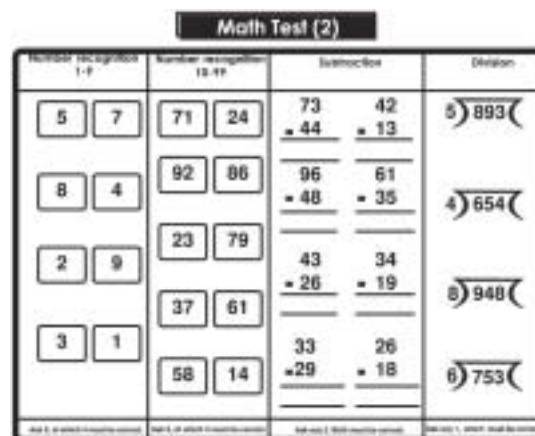 Math Test (2)
Number recognition
1-9
Number recognition
10-99
Subtraction
Division
5 7
8 4
2 9
3 1
71 24
92 86
23 79
37 61
58 14
73 42
- 44 - 13
96 61
- 48 - 35
43 34
- 26 - 19
33 26
-29 - 18
5)893(
4)654(
8)948(
6)753(